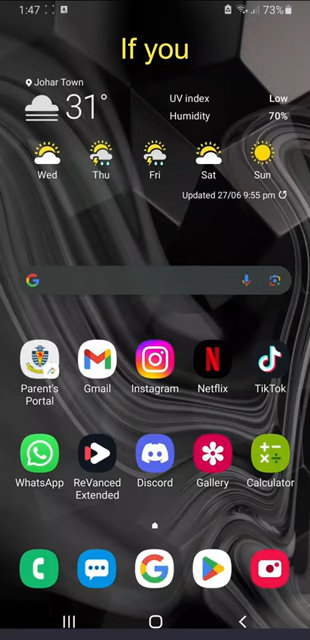 1:47
73%
If you
Johar Town
31°
UV index Low
Humidity 70%
Wed Thu Fri Sat Sun
Updated 27/06 9:55 pm
Parent's Portal
Gmail
Instagram
Netflix
TikTok
WhatsApp
ReVanced Extended
Discord
Gallery
Calculator